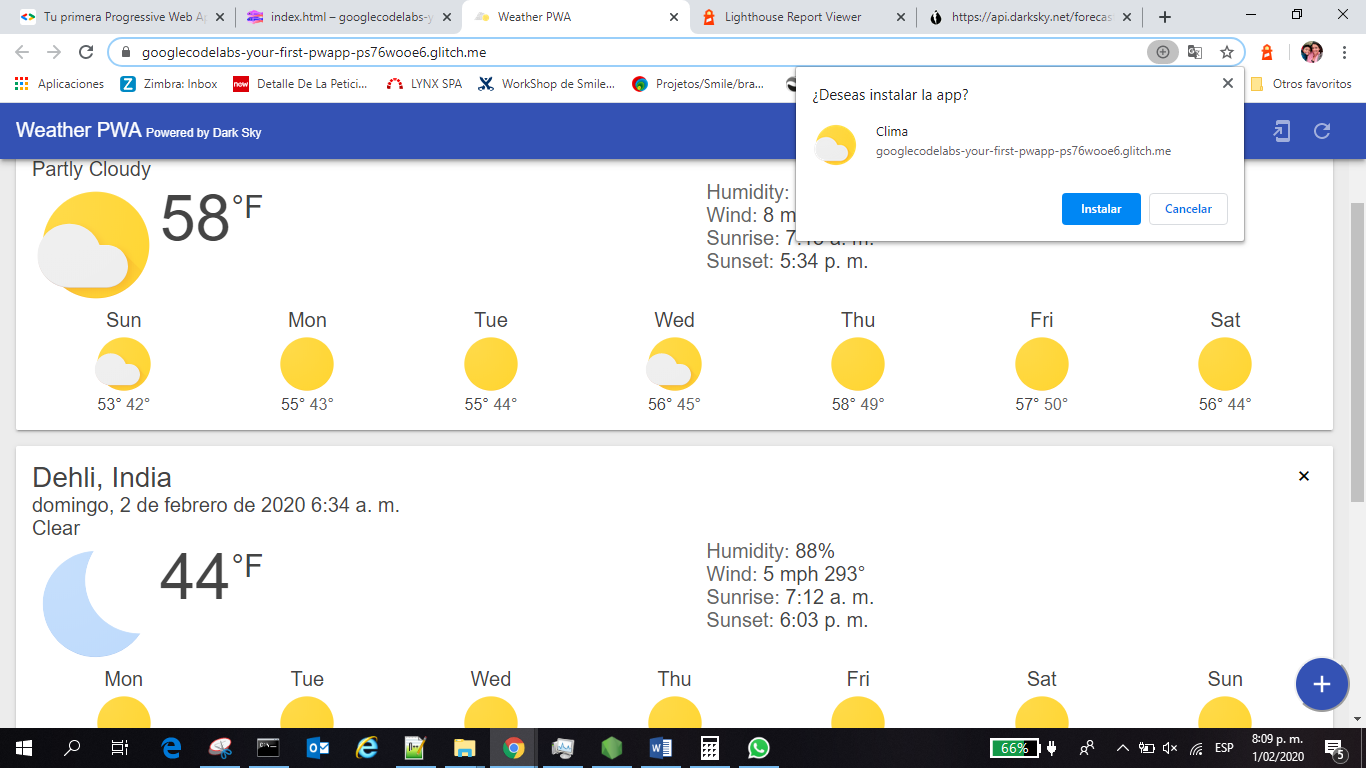 Tu primera Progressive Web Ap
index.html – googlecodelabs-y
Weather PWA
Lighthouse Report Viewer
https://api.darksky.net/forecas
googlecodelabs-your-first-pwapp-ps76wooe6.glitch.me
Aplicaciones
Zimbra: Inbox
now
Detalle De La Petici...
LYNX SPA
WorkShop de Smile...
Projetos/Smile/bra...
Otros favoritos
¿Deseas instalar la app?
Clima
googlecodelabs-your-first-pwapp-ps76wooe6.glitch.me
Instalar
Cancelar
Weather PWA Powered by Dark Sky
Partly Cloudy
58°F
Humidity:
Wind: 8 m
Sunrise:
Sunset: 5:34 p. m.
Sun Mon Tue Wed Thu Fri Sat
53° 42° 55° 43° 55° 44° 56° 45° 58° 49° 57° 50° 56° 44°
Dehli, India
domingo, 2 de febrero de 2020 6:34 a. m.
Clear
44°F
Humidity: 88%
Wind: 5 mph 293°
Sunrise: 7:12 a. m.
Sunset: 6:03 p. m.
Mon Tue Wed Thu Fri Sat Sun
66%
ESP
8:09 p. m.
1/02/2020
5